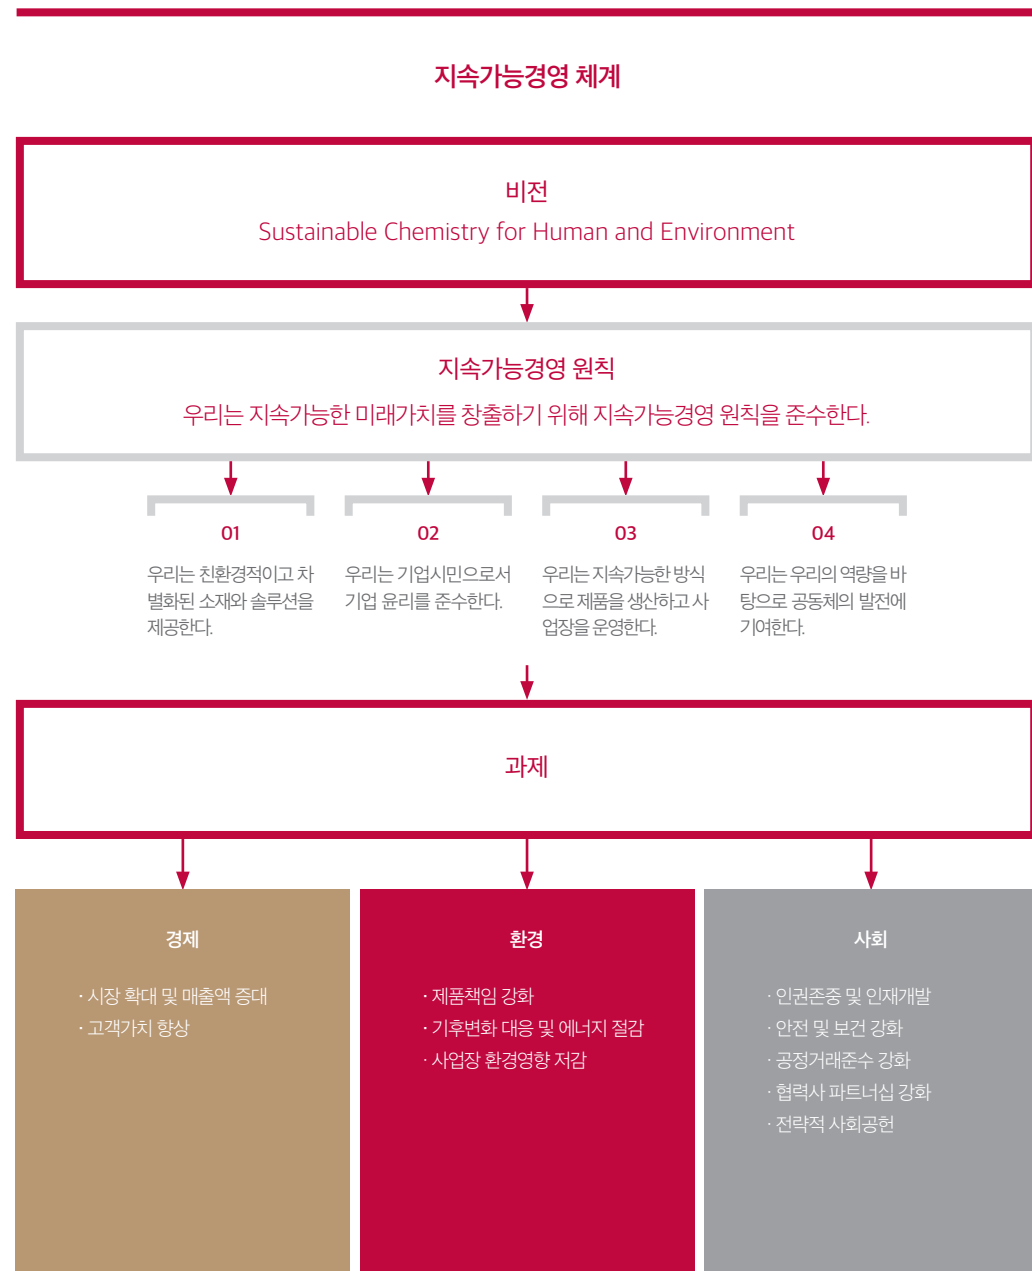 지속가능경영 체계
비전
Sustainable Chemistry for Human and Environment
지속가능경영 원칙
우리는 지속가능한 미래가치를 창출하기 위해 지속가능경영 원칙을 준수한다.
01
우리는 친환경적이고 차
별화된 소재와 솔루션을
제공한다.
02
우리는 기업시민으로서
기업 윤리를 준수한다.
03
우리는 지속가능한 방식
으로 제품을 생산하고 사
업장을 운영한다.
04
우리는 우리의 역량을 바
탕으로 공동체의 발전에
기여한다.
과제
경제
· 시장 확대 및 매출액 증대
· 고객가치 향상
환경
· 제품책임 강화
· 기후변화 대응 및 에너지 절감
· 사업장 환경영향 저감
사회
· 인권존중 및 인재개발
· 안전 및 보건 강화
· 공정거래준수 강화
· 협력사 파트너십 강화
· 전략적 사회공헌